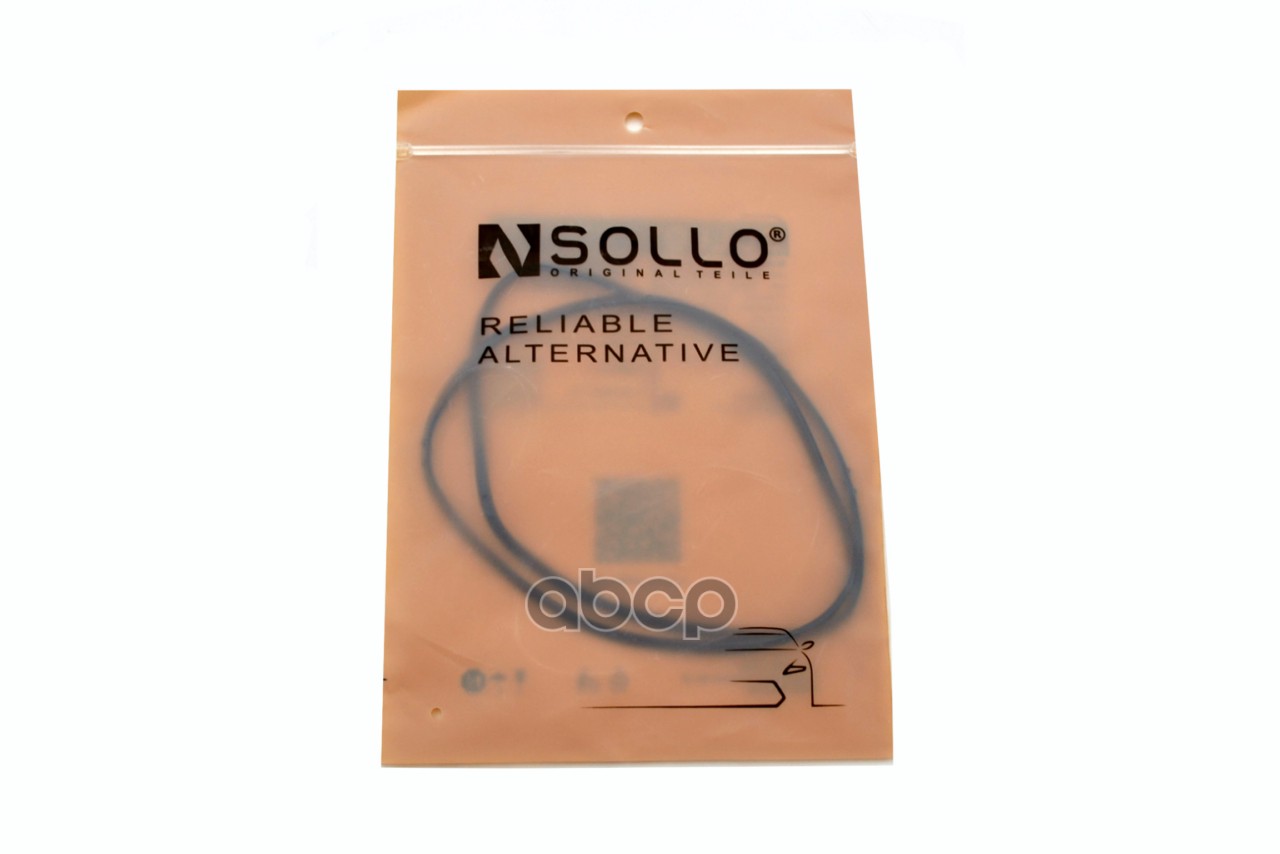 SOLLO®
ORIGINAL TEILE
RELIABLE
ALTERNATIVE
abcp